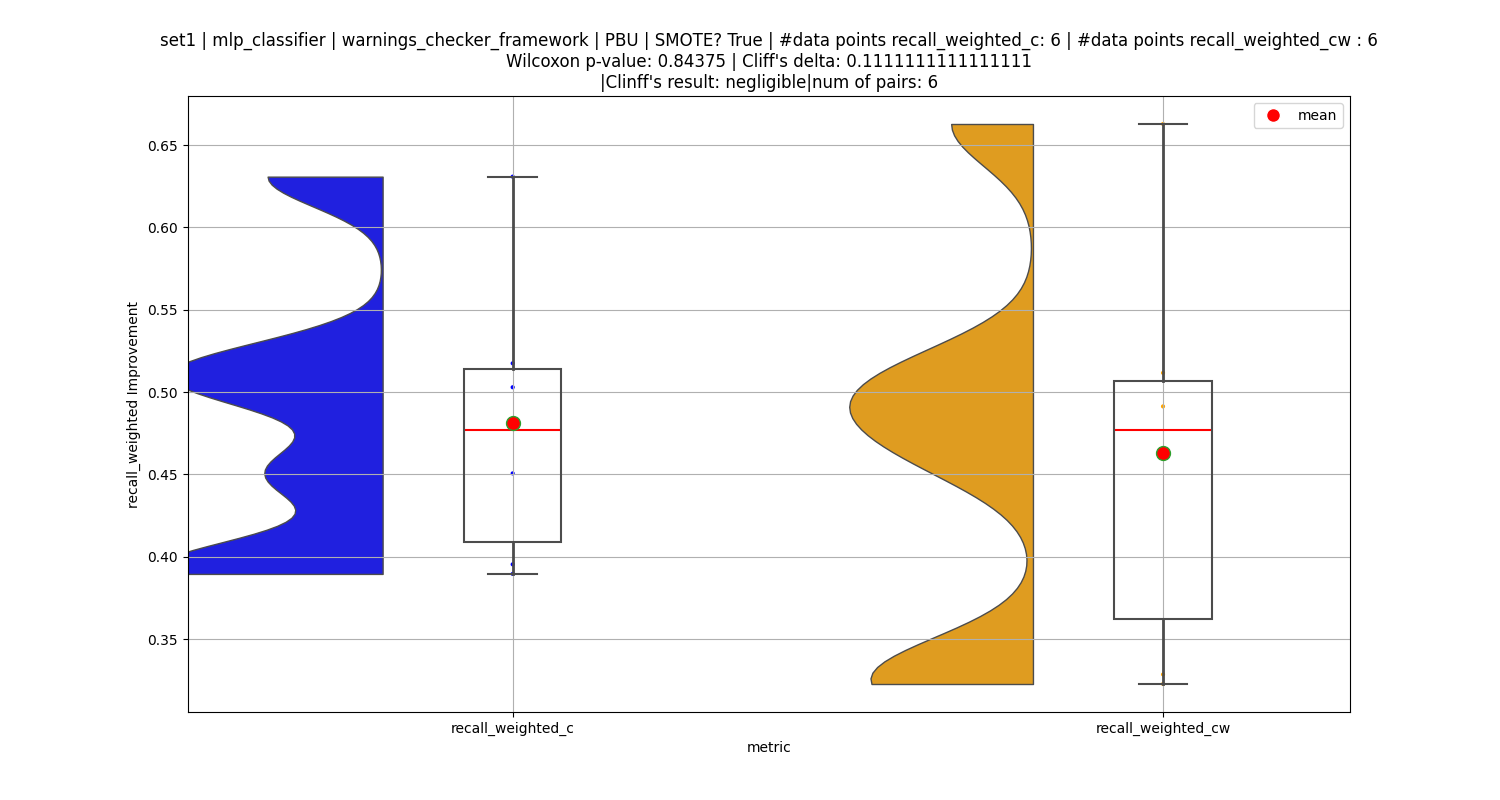 set1 | mlp_classifier | warnings_checker_framework | PBU | SMOTE? True | #data points recall_weighted_c: 6 | #data points recall_weighted_cw : 6
Wilcoxon p-value: 0.84375 | Cliff's delta: 0.1111111111111111
|Clinff's result: negligible|num of pairs: 6
mean
0.65
0.60
0.55
0.50
0.45
0.40
0.35
recall_weighted Improvement
recall_weighted_c
recall_weighted_cw
metric